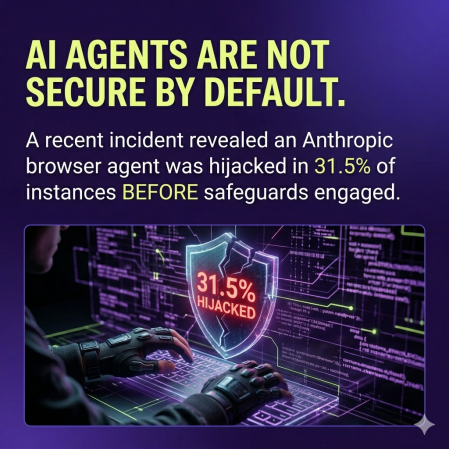 AI AGENTS ARE NOT
SECURE BY DEFAULT.
A recent incident revealed an Anthropic
browser agent was hijacked in 31.5% of
instances BEFORE safeguards engaged.
31.5%
HIJACKED